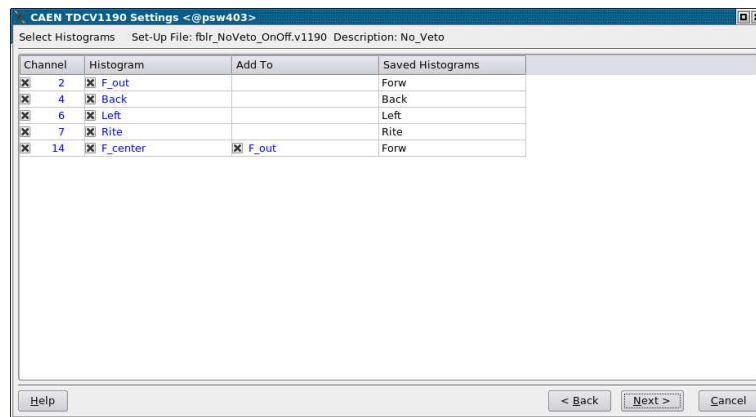 CAEN TDCV1190 Settings <@psw403>
Select Histograms Set-Up File: fblr_NoVeto_OnOff.v1190 Description: No_Veto
Channel Histogram Add To Saved Histograms
2 F_out Forw
4 Back Back
6 Left Left
7 Rite Rite
14 F_center F_out Forw
Help < Back Next > Cancel